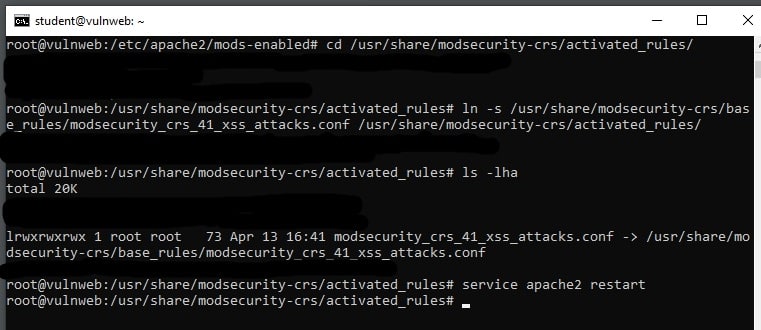 student@vulnweb: ~
root@vulnweb:/etc/apache2/mods-enabled# cd /usr/share/modsecurity-crs/activated_rules/
root@vulnweb:/usr/share/modsecurity-crs/activated_rules# ln -s /usr/share/modsecurity-crs/bas
e_rules/modsecurity_crs_41_xss_attacks.conf /usr/share/modsecurity-crs/activated_rules/
root@vulnweb:/usr/share/modsecurity-crs/activated_rules# ls -lha
total 20K
lrwxrwxrwx 1 root root   73 Apr 13 16:41 modsecurity_crs_41_xss_attacks.conf -> /usr/share/mo
dsecurity-crs/base_rules/modsecurity_crs_41_xss_attacks.conf
root@vulnweb:/usr/share/modsecurity-crs/activated_rules# service apache2 restart
root@vulnweb:/usr/share/modsecurity-crs/activated_rules#